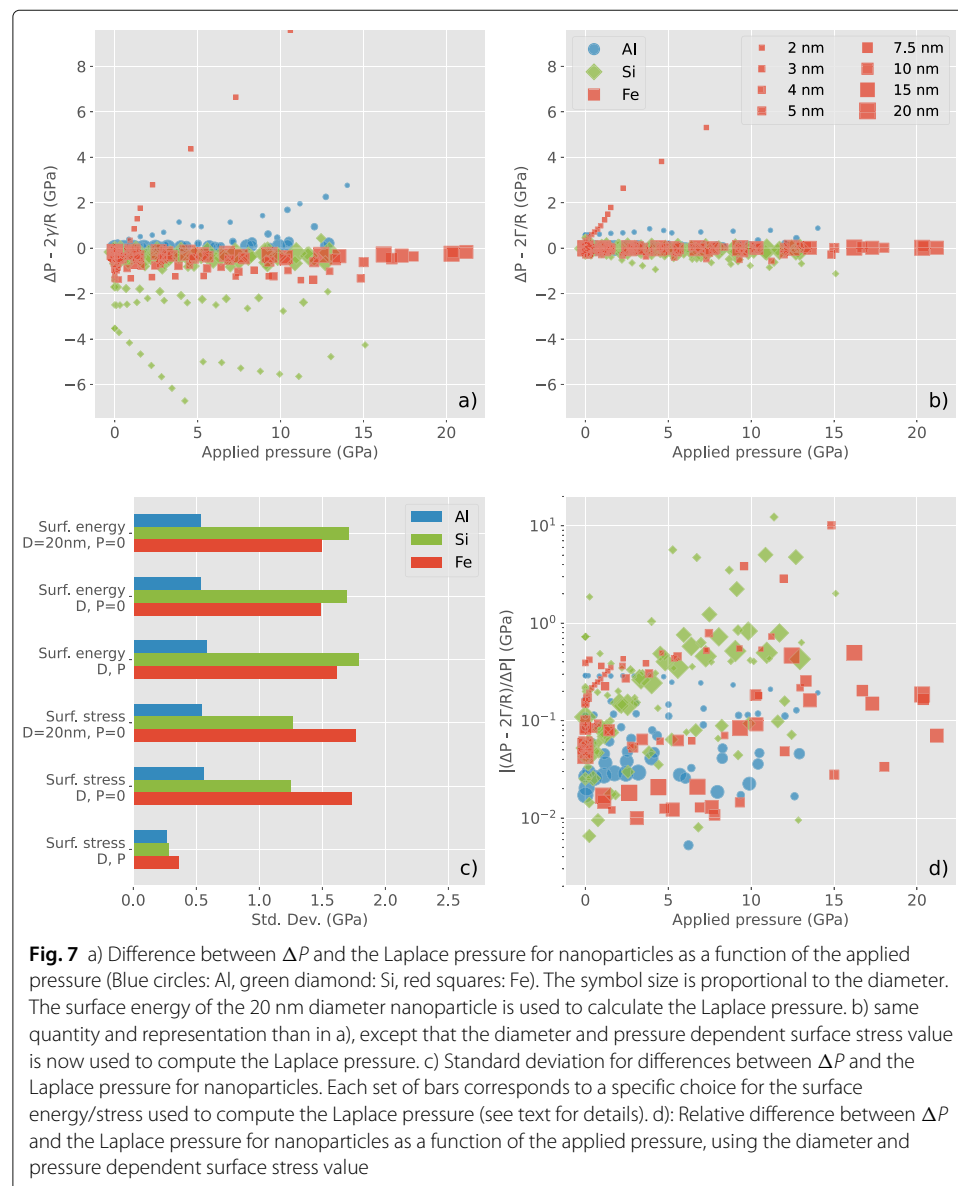 8
6
4
2
0
−2
−4
−6
ΔP - 2γ/R (GPa)
0
5
10
15
20
Applied pressure (GPa)
a)
8
6
4
2
0
−2
−4
−6
ΔP - 2Γ/R (GPa)
Al
Si
Fe
2 nm
3 nm
4 nm
5 nm
7.5 nm
10 nm
15 nm
20 nm
0
5
10
15
20
Applied pressure (GPa)
b)
Surf. energy
D=20nm, P=0
Surf. energy
D, P=0
Surf. energy
D, P
Surf. stress
D=20nm, P=0
Surf. stress
D, P=0
Surf. stress
D, P
Al
Si
Fe
0.0
0.5
1.0
1.5
2.0
2.5
Std. Dev. (GPa)
c)
10¹
10⁰
10⁻¹
10⁻²
|(ΔP - 2Γ/R)/ΔP| (GPa)
0
5
10
15
20
Applied pressure (GPa)
d)
Fig. 7 a) Difference between ΔP and the Laplace pressure for nanoparticles as a function of the applied
pressure (Blue circles: Al, green diamond: Si, red squares: Fe). The symbol size is proportional to the diameter.
The surface energy of the 20 nm diameter nanoparticle is used to calculate the Laplace pressure. b) same
quantity and representation than in a), except that the diameter and pressure dependent surface stress value
is now used to compute the Laplace pressure. c) Standard deviation for differences between ΔP and the
Laplace pressure for nanoparticles. Each set of bars corresponds to a specific choice for the surface
energy/stress used to compute the Laplace pressure (see text for details). d): Relative difference between ΔP
and the Laplace pressure for nanoparticles as a function of the applied pressure, using the diameter and
pressure dependent surface stress value